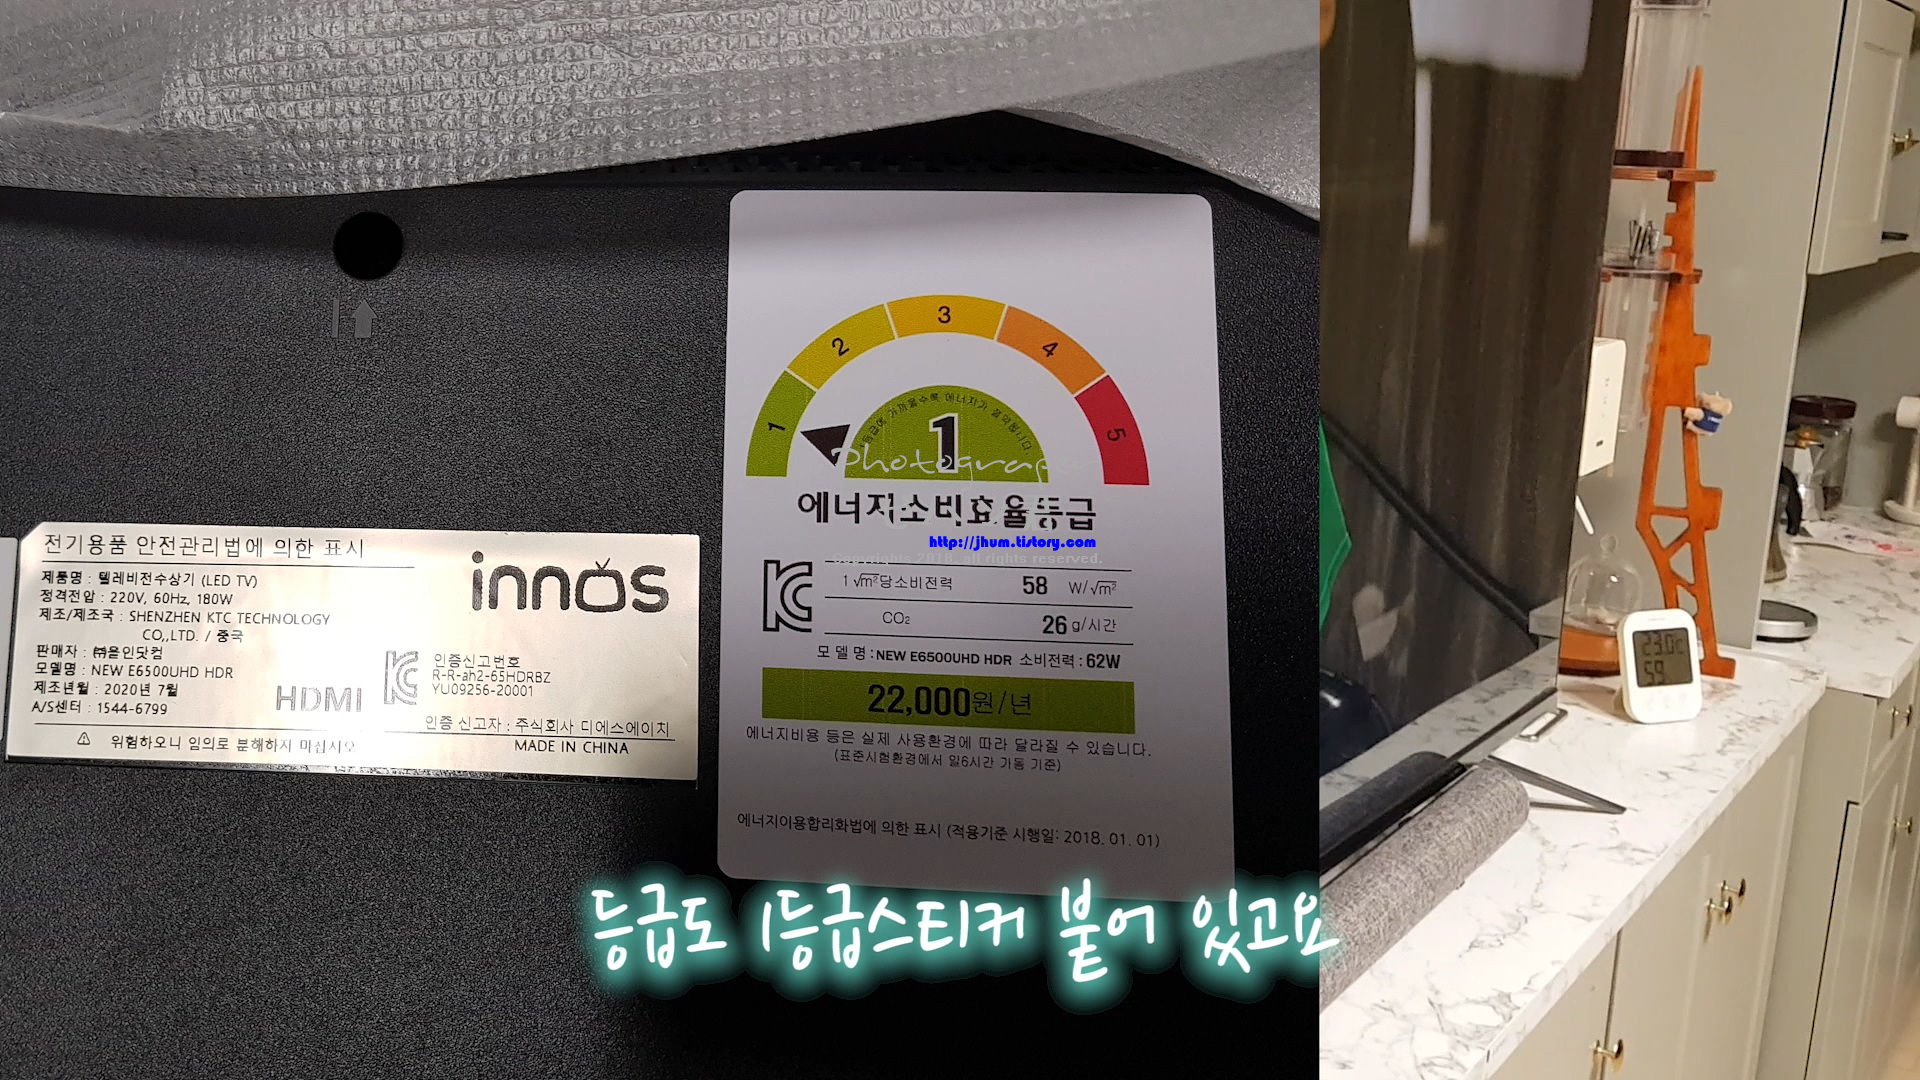 전기용품 안전관리법에 의한 표시
innos
제품명 : 텔레비전수상기 (LED TV)
정격전압 : 220V, 60Hz, 180W
제조/제조국 : SHENZHEN KTC TECHNOLOGY
CO,.LTD. / 중국
판매자 : ㈜올인닷컴
모델명 : NEW E6500UHD HDR
제조년월 : 2020년 7월
A/S센터 : 1544-6799
HDMI
인증신고번호
R-R-ah2-65HDRBZ
YU09256-20001
인증 신고자 : 주식회사 디에스에이치
MADE IN CHINA
위험하오니 임의로 분해하지 마십시오
1
2
3
4
5
1
Photographer
에너지소비효율등급
http://jhum.tistory.com
Copyrights 2018. all rights reserved.
1 √m²당소비전력 58 W/√m²
CO₂ 26 g/시간
모 델 명 : NEW E6500UHD HDR 소비전력 : 62W
22,000원/년
에너지비용 등은 실제 사용환경에 따라 달라질 수 있습니다.
(표준시험환경에서 일6시간 가동 기준)
에너지이용합리화법에 의한 표시 (적용기준 시행일: 2018. 01. 01)
등급도 1등급스티커 붙어 있고요
23.0c
59